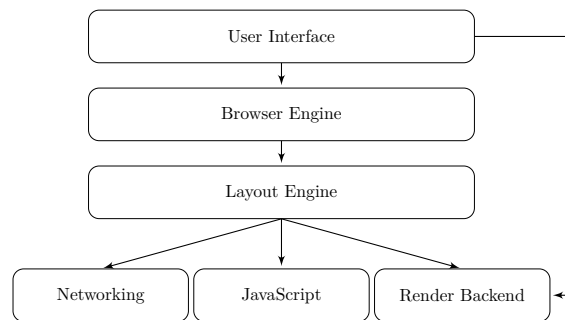 User Interface
Browser Engine
Layout Engine
Networking
JavaScript
Render Backend